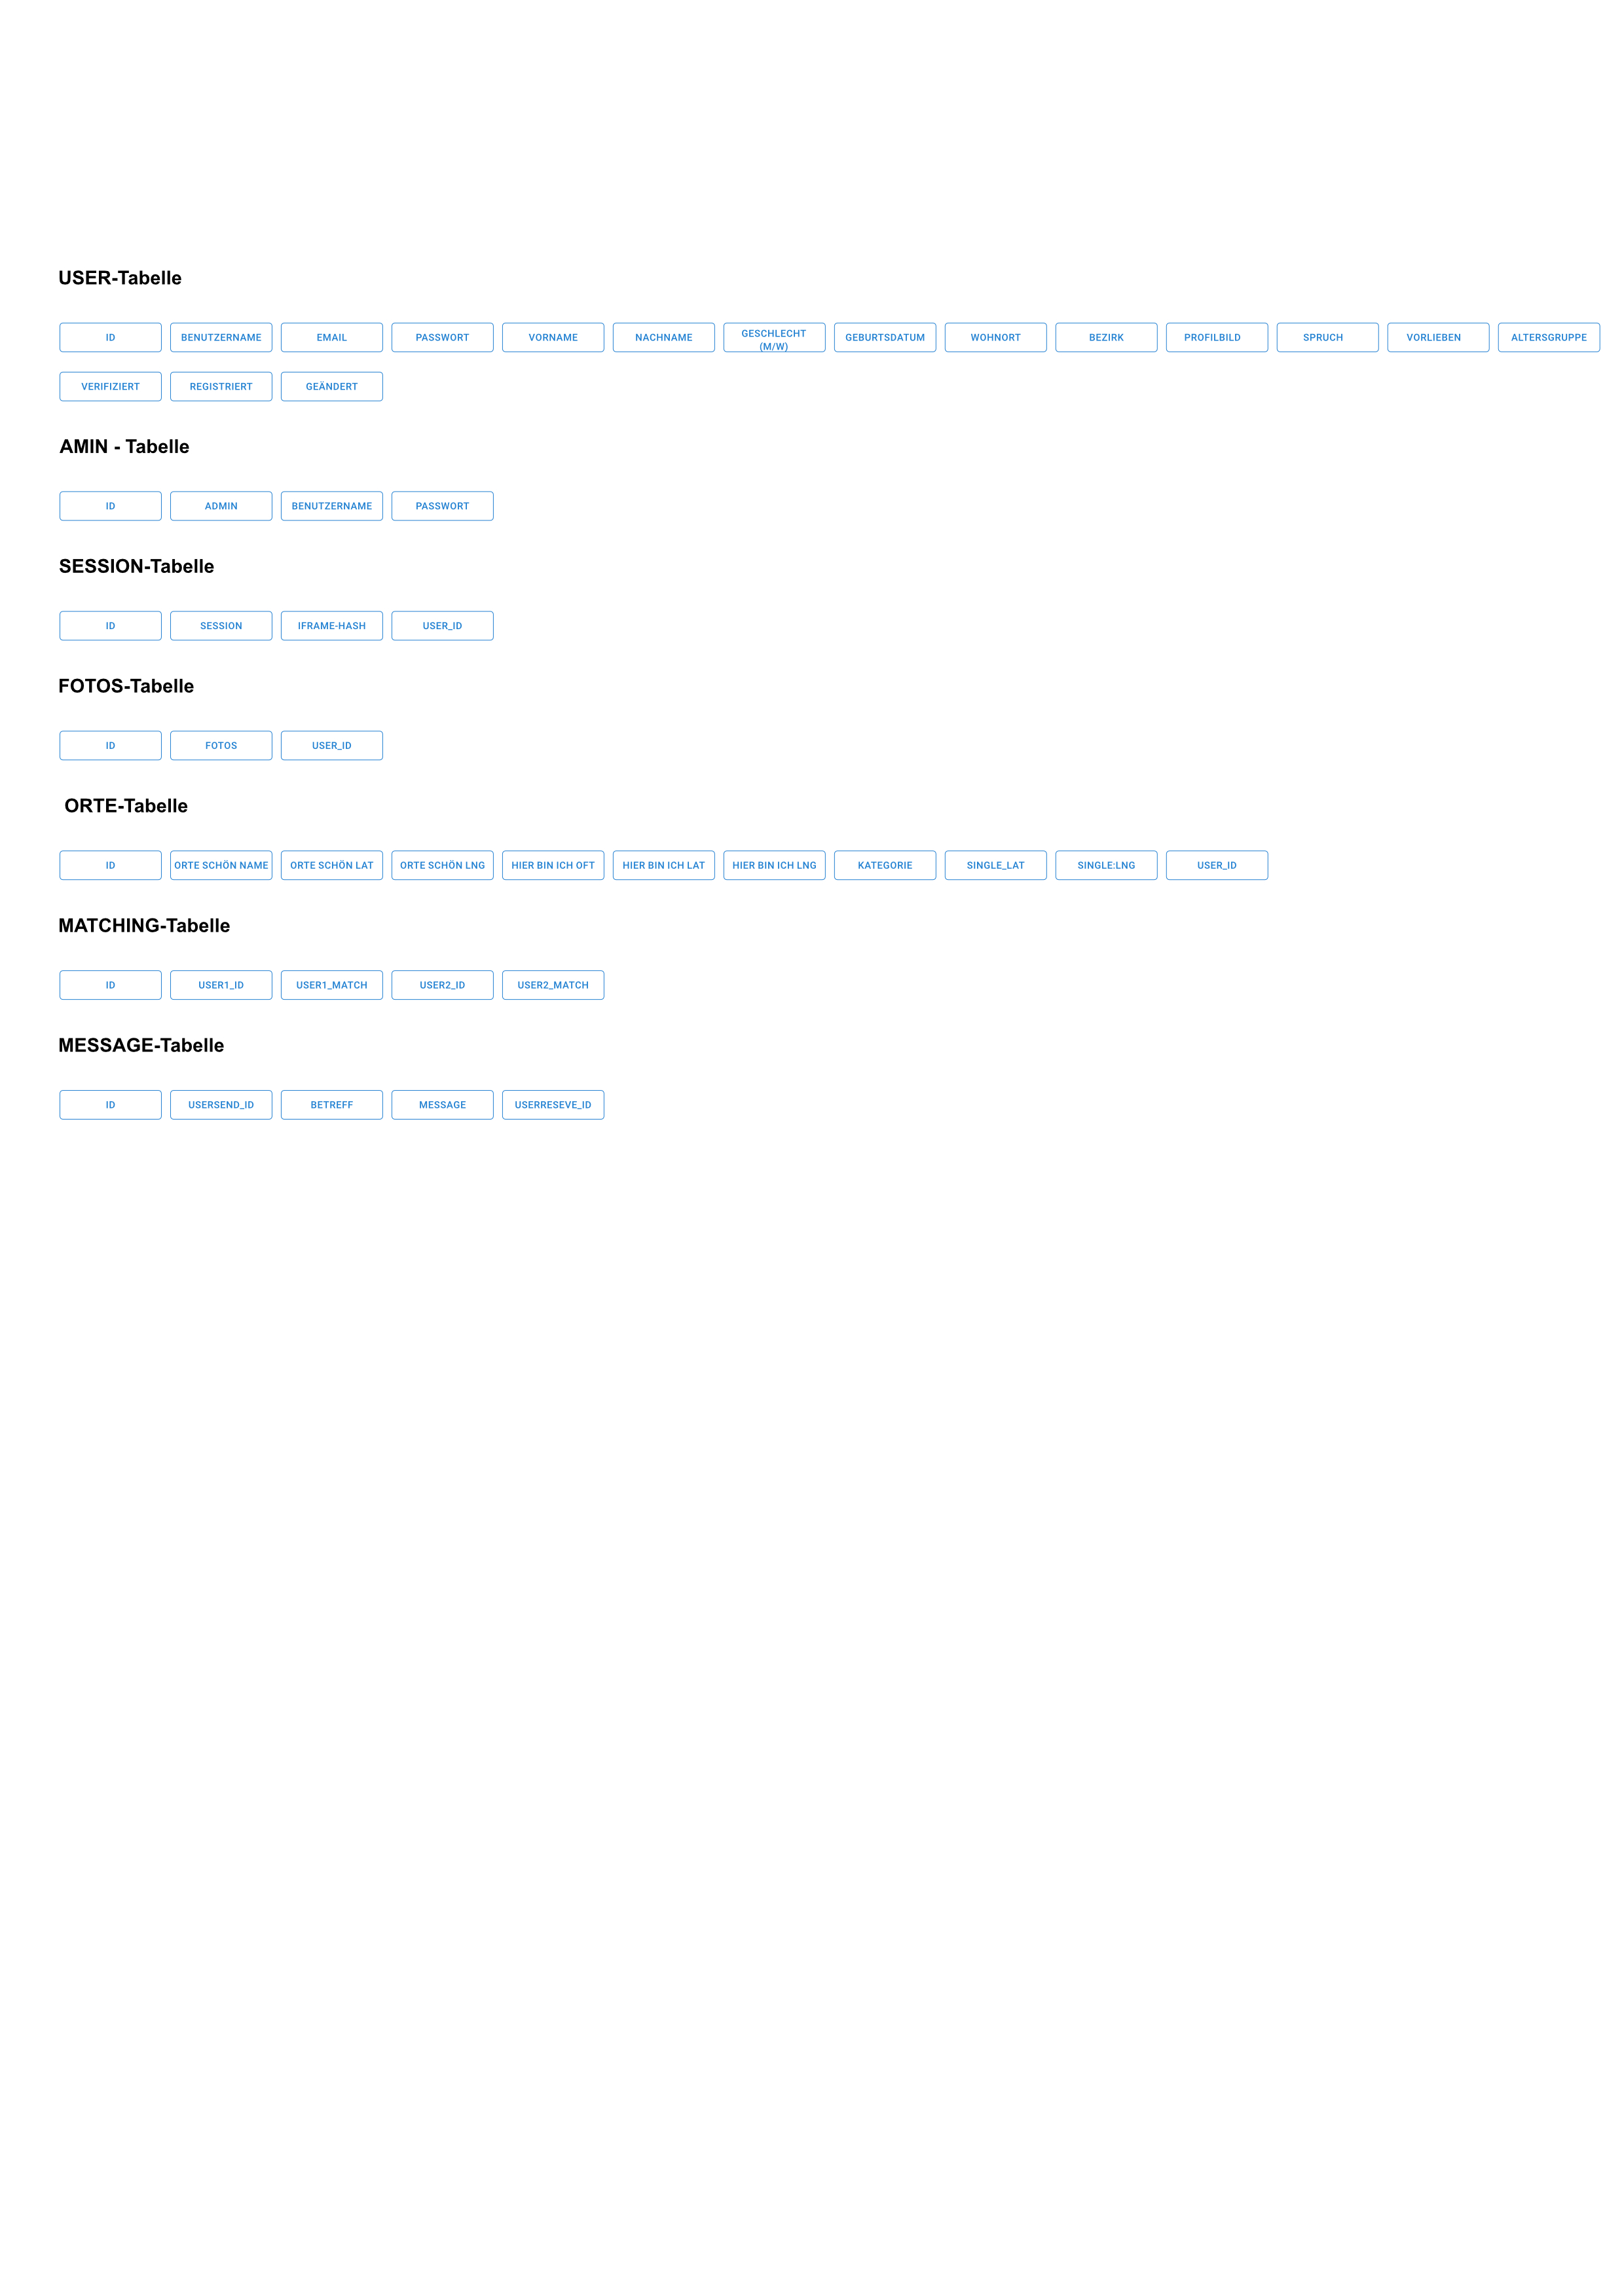 USER-Tabelle
ID BENUTZERNAME EMAIL PASSWORT VORNAME NACHNAME GESCHLECHT (M/W) GEBURTSDATUM WOHNORT BEZIRK PROFILBILD SPRUCH VORLIEBEN ALTERSGRUPPE
VERIFIZIERT REGISTRIERT GEÄNDERT
AMIN - Tabelle
ID ADMIN BENUTZERNAME PASSWORT
SESSION-Tabelle
ID SESSION IFRAME-HASH USER_ID
FOTOS-Tabelle
ID FOTOS USER_ID
ORTE-Tabelle
ID ORTE SCHÖN NAME ORTE SCHÖN LAT ORTE SCHÖN LNG HIER BIN ICH OFT HIER BIN ICH LAT HIER BIN ICH LNG KATEGORIE SINGLE_LAT SINGLE:LNG USER_ID
MATCHING-Tabelle
ID USER1_ID USER1_MATCH USER2_ID USER2_MATCH
MESSAGE-Tabelle
ID USERSEND_ID BETREFF MESSAGE USERRESEVE_ID